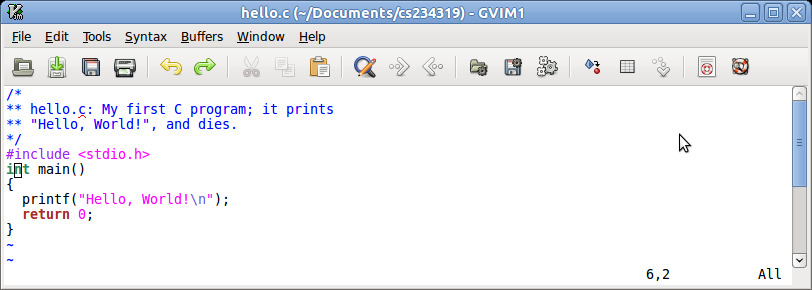 hello.c (~/Documents/cs234319) - GVIM1
File Edit Tools Syntax Buffers Window Help
/*
** hello.c: My first C program; it prints
** "Hello, World!", and dies.
*/
#include <stdio.h>
int main()
{
  printf("Hello, World!\n");
  return 0;
}
~
~
6,2 All